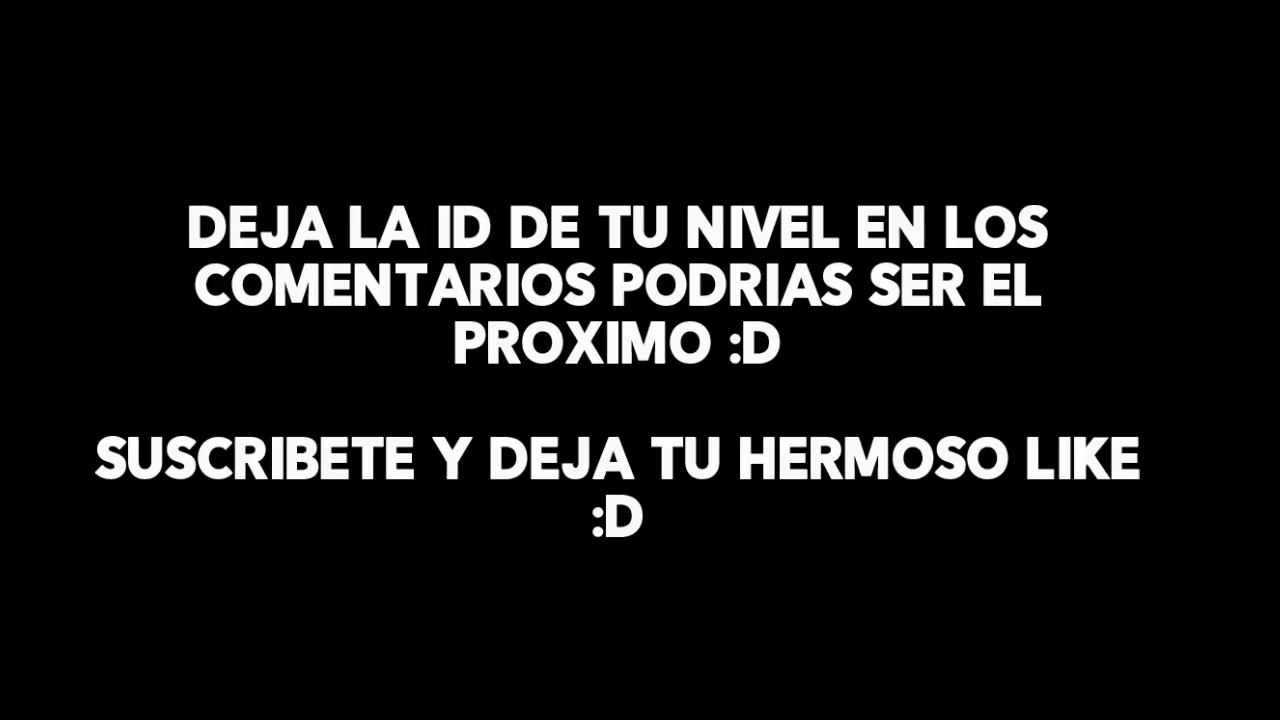 DEJA LA ID DE TU NIVEL EN LOS
COMENTARIOS PODRIAS SER EL
PROXIMO :D
SUSCRIBETE Y DEJA TU HERMOSO LIKE
:D